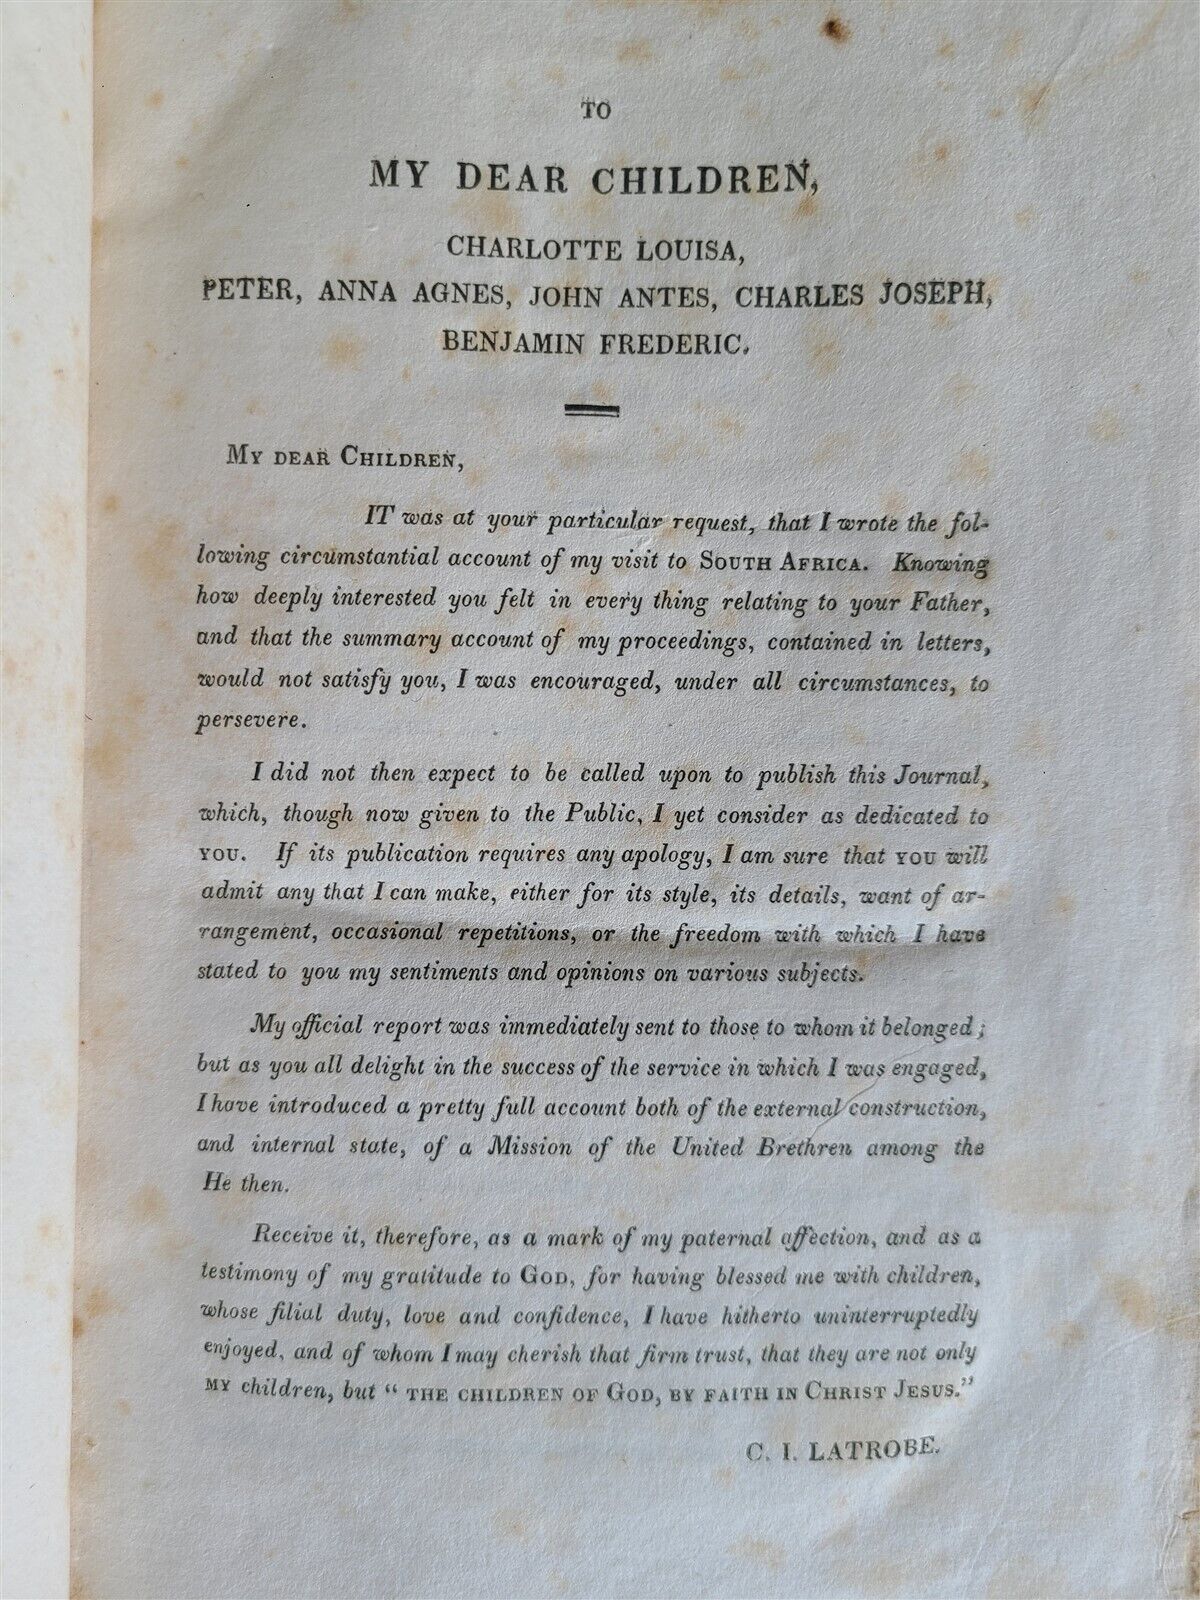 TO
MY DEAR CHILDREN,
CHARLOTTE LOUISA,
PETER, ANNA AGNES, JOHN ANTES, CHARLES JOSEPH,
BENJAMIN FREDERIC.
MY DEAR CHILDREN,
IT was at your particular request, that I wrote the fol-
lowing circumstantial account of my visit to SOUTH AFRICA. Knowing
how deeply interested you felt in every thing relating to your Father,
and that the summary account of my proceedings, contained in letters,
would not satisfy you, I was encouraged, under all circumstances, to
persevere.
I did not then expect to be called upon to publish this Journal,
which, though now given to the Public, I yet consider as dedicated to
YOU. If its publication requires any apology, I am sure that YOU will
admit any that I can make, either for its style, its details, want of ar-
rangement, occasional repetitions, or the freedom with which I have
stated to you my sentiments and opinions on various subjects.
My official report was immediately sent to those to whom it belonged;
but as you all delight in the success of the service in which I was engaged,
I have introduced a pretty full account both of the external construction,
and internal state, of a Mission of the United Brethren among the
He then.
Receive it, therefore, as a mark of my paternal affection, and as a
testimony of my gratitude to GOD, for having blessed me with children,
whose filial duty, love and confidence, I have hitherto uninterruptedly
enjoyed, and of whom I may cherish that firm trust, that they are not only
MY children, but "THE CHILDREN OF GOD, BY FAITH IN CHRIST JESUS."
C. I. LATROBE.